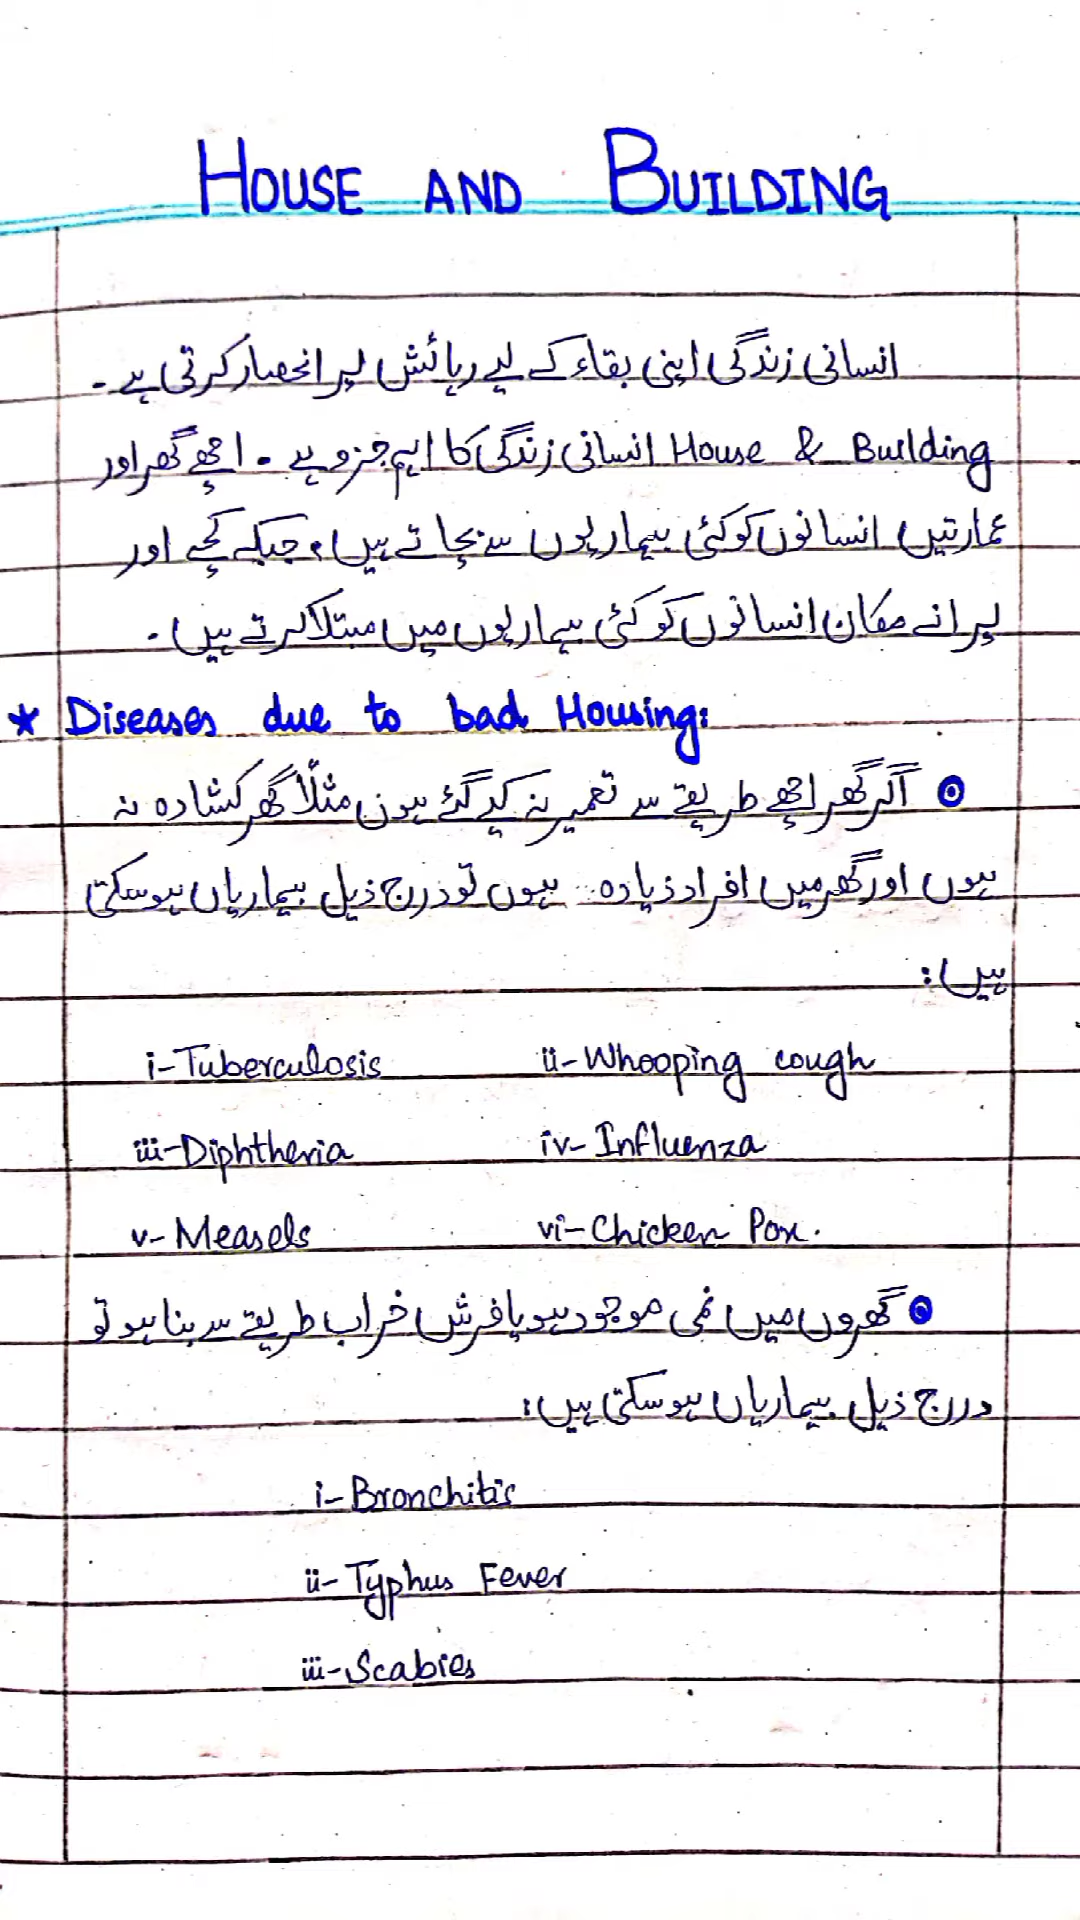 HOUSE AND BUILDING
انسانی زندگی اپنی بقاء کے لیے رہائش پر انحصار کرتی ہے۔
House & Building انسانی زندگی کا اہم جزو ہے۔ اچھے گھر اور
عمارتیں انسانوں کو کئی بیماریوں سے بچاتے ہیں، جبکہ کچے اور
پرانے مکان انسانوں کو کئی بیماریوں میں مبتلا کرتے ہیں۔
* Diseases due to bad Housing:
اگر گھر اچھے طریقے سے تعمیر نہ کیے گئے ہوں مثلاً گھر کشادہ نہ
ہوں اور گھر میں افراد زیادہ ہوں تو درج ذیل بیماریاں ہوسکتی
ہیں:
i-Tuberculosis ii-Whooping cough
iii-Diphtheria iv-Influenza
v-Measels vi-Chicken Pox.
گھروں میں نمی موجود ہو یا فرش خراب طریقے سے بنا ہو تو
درج ذیل بیماریاں ہوسکتی ہیں:
i-Bronchitis
ii-Typhus Fever
iii-Scabies